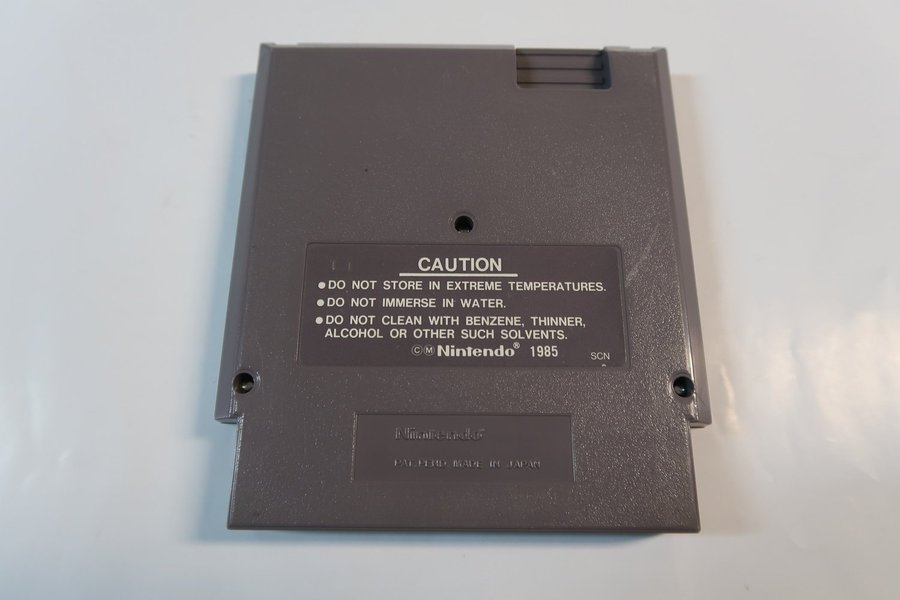 CAUTION
●DO NOT STORE IN EXTREME TEMPERATURES.
●DO NOT IMMERSE IN WATER.
●DO NOT CLEAN WITH BENZENE, THINNER,
ALCOHOL OR OTHER SUCH SOLVENTS.
ⒸⓂNintendo® 1985 SCN
Nintendo®
PAT. PEND. MADE IN JAPAN